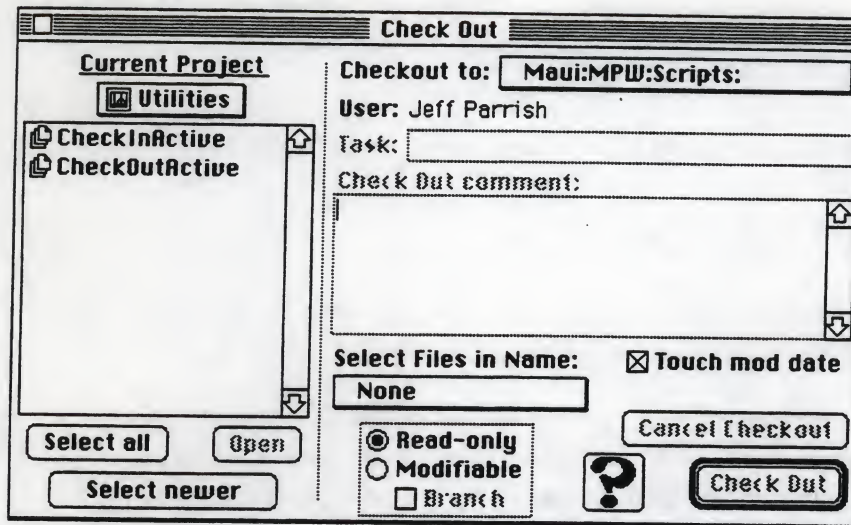 Check Out
Current Project
Utilities
CheckInActive
CheckOutActive
Select all
Open
Select newer
Checkout to: Maui:MPW:Scripts:
User: Jeff Parrish
Task:
Check Out comment:
Select Files in Name:
None
Touch mod date
Read-only
Modifiable
Branch
Cancel Checkout
?
Check Out